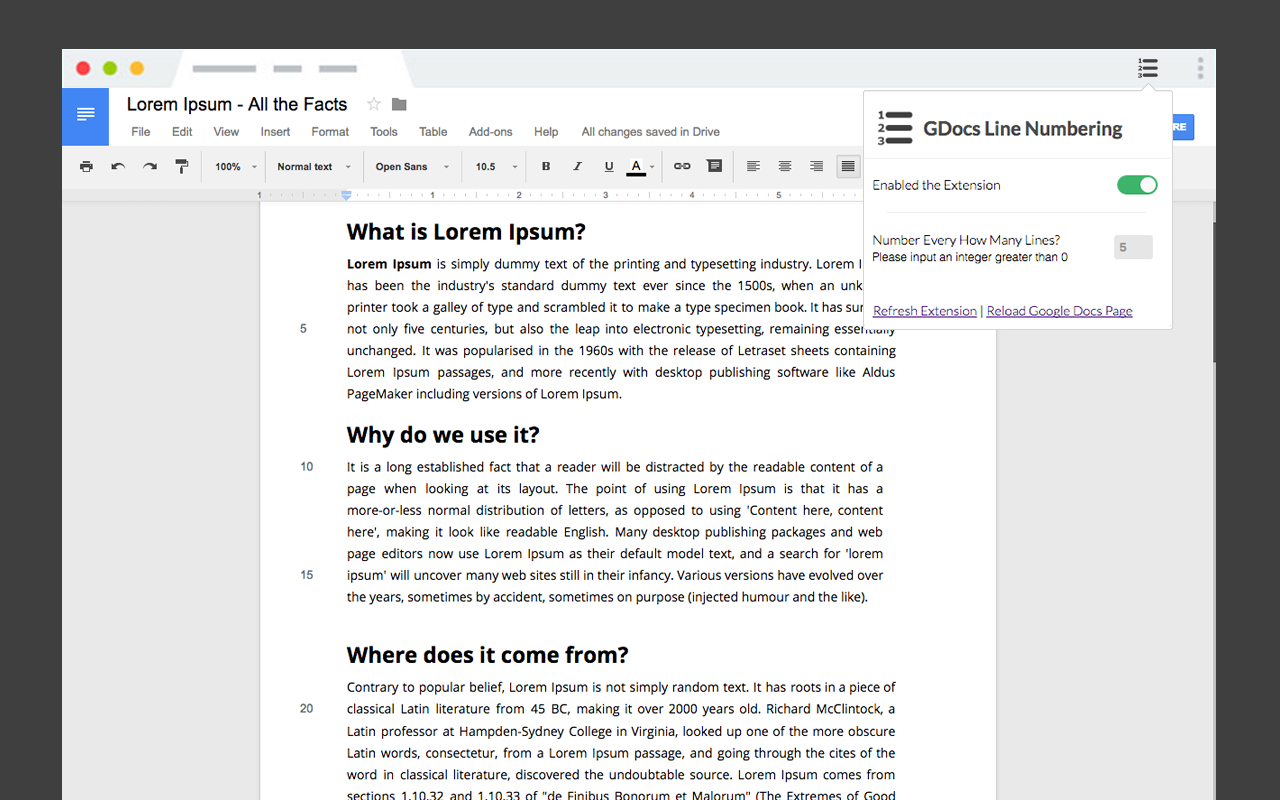 Lorem Ipsum - All the Facts
File Edit View Insert Format Tools Table Add-ons Help All changes saved in Drive
RE
100% Normal text Open Sans 10.5 B I U A
1 1 2 3 4 5
1
2
3
GDocs Line Numbering
Enabled the Extension
Number Every How Many Lines?
5
Please input an integer greater than 0
Refresh Extension | Reload Google Docs Page
What is Lorem Ipsum?
Lorem Ipsum is simply dummy text of the printing and typesetting industry. Lorem
has been the industry's standard dummy text ever since the 1500s, when an
printer took a galley of type and scrambled it to make a type specimen book. It has
5 not only five centuries, but also the leap into electronic typesetting, remaining essentially
unchanged. It was popularised in the 1960s with the release of Letraset sheets containing
Lorem Ipsum passages, and more recently with desktop publishing software like Aldus
PageMaker including versions of Lorem Ipsum.
Why do we use it?
10 It is a long established fact that a reader will be distracted by the readable content of a
page when looking at its layout. The point of using Lorem Ipsum is that it has a
more-or-less normal distribution of letters, as opposed to using 'Content here, content
here', making it look like readable English. Many desktop publishing packages and web
page editors now use Lorem Ipsum as their default model text, and a search for 'lorem
15 ipsum' will uncover many web sites still in their infancy. Various versions have evolved over
the years, sometimes by accident, sometimes on purpose (injected humour and the like).
Where does it come from?
Contrary to popular belief, Lorem Ipsum is not simply random text. It has roots in a piece of
20 classical Latin literature from 45 BC, making it over 2000 years old. Richard McClintock, a
Latin professor at Hampden-Sydney College in Virginia, looked up one of the more obscure
Latin words, consectetur, from a Lorem Ipsum passage, and going through the cites of the
word in classical literature, discovered the undoubtable source. Lorem Ipsum comes from
sections 1.10.32 and 1.10.33 of "de Finibus Bonorum et Malorum" (The Extremes of Good